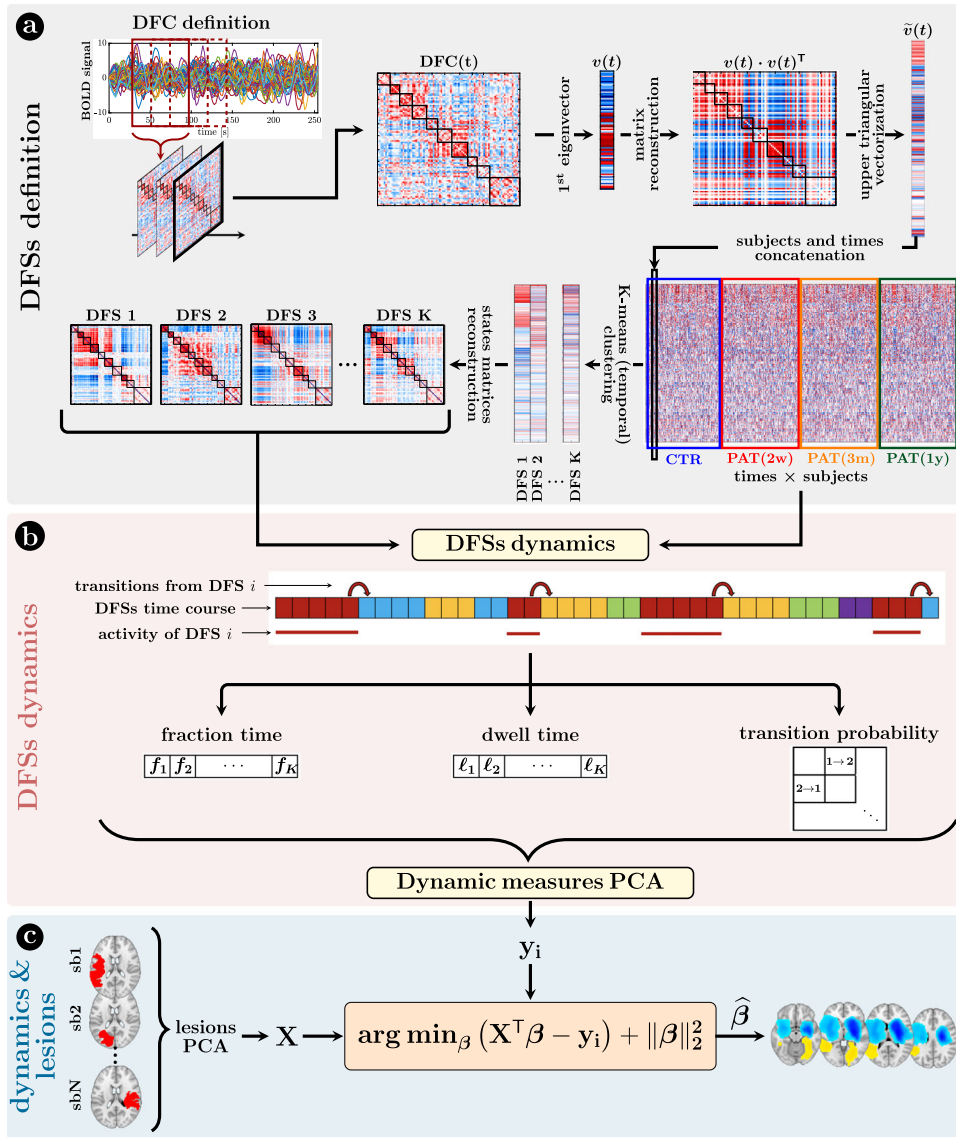 a
DFSs definition
DFC definition
BOLD signal
10
0
-10
0
50
100
150
200
250
time [s
DFC(t)
1st eigenvector
v(t)
matrix
reconstruction
v(t) · v(t)⊤
upper triangular
vectorization
ṽ(t)
subjects and times
concatenation
DFS 1
DFS 2
DFS 3
DFS K
...
states matrices
reconstruction
DFS 1
DFS 2
...
DFS K
K-means (temporal)
clustering
CTR
PAT(2w)
PAT(3m)
PAT(1y)
times × subjects
b
DFSs dynamics
DFSs dynamics
transitions from DFS i
DFSs time course
activity of DFS i
fraction time
f1 f2 ··· fK
dwell time
ℓ1 ℓ2 ··· ℓK
transition probability
1→2
2→1
⋱
Dynamic measures PCA
c
dynamics &
lesions
sb1
sb2
sbN
lesions
PCA
X
yi
arg minβ (X⊤β − yi) + ‖β‖₂²
β̂